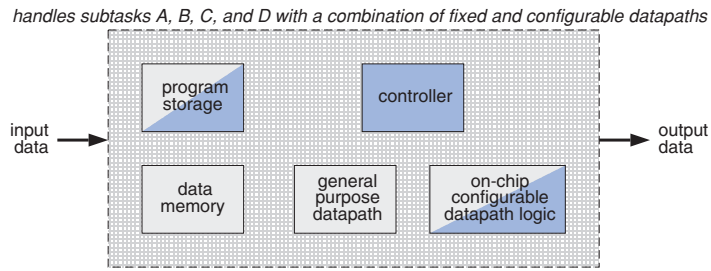 handles subtasks A, B, C, and D with a combination of fixed and configurable datapaths
program
storage
controller
input
data
output
data
data
memory
general
purpose
datapath
on-chip
configurable
datapath logic